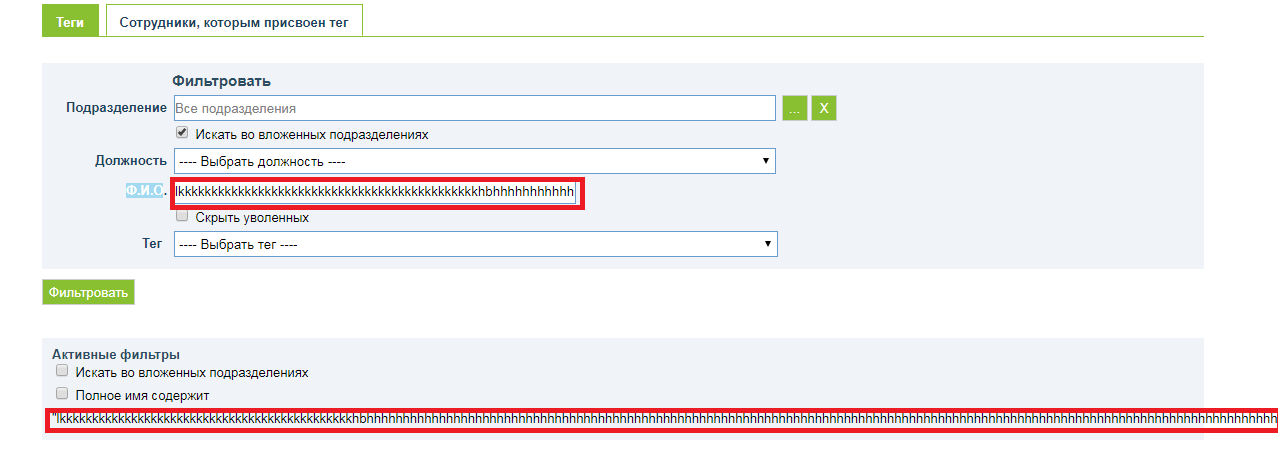 Теги Сотрудники, которым присвоен тег
Фильтровать
Подразделение Все подразделения ... X
Искать во вложенных подразделениях
Должность ---- Выбрать должность ----
Ф.И.О.
Скрыть уволенных
Тег ---- Выбрать тег ----
Фильтровать
Активные фильтры
Искать во вложенных подразделениях
Полное имя содержит